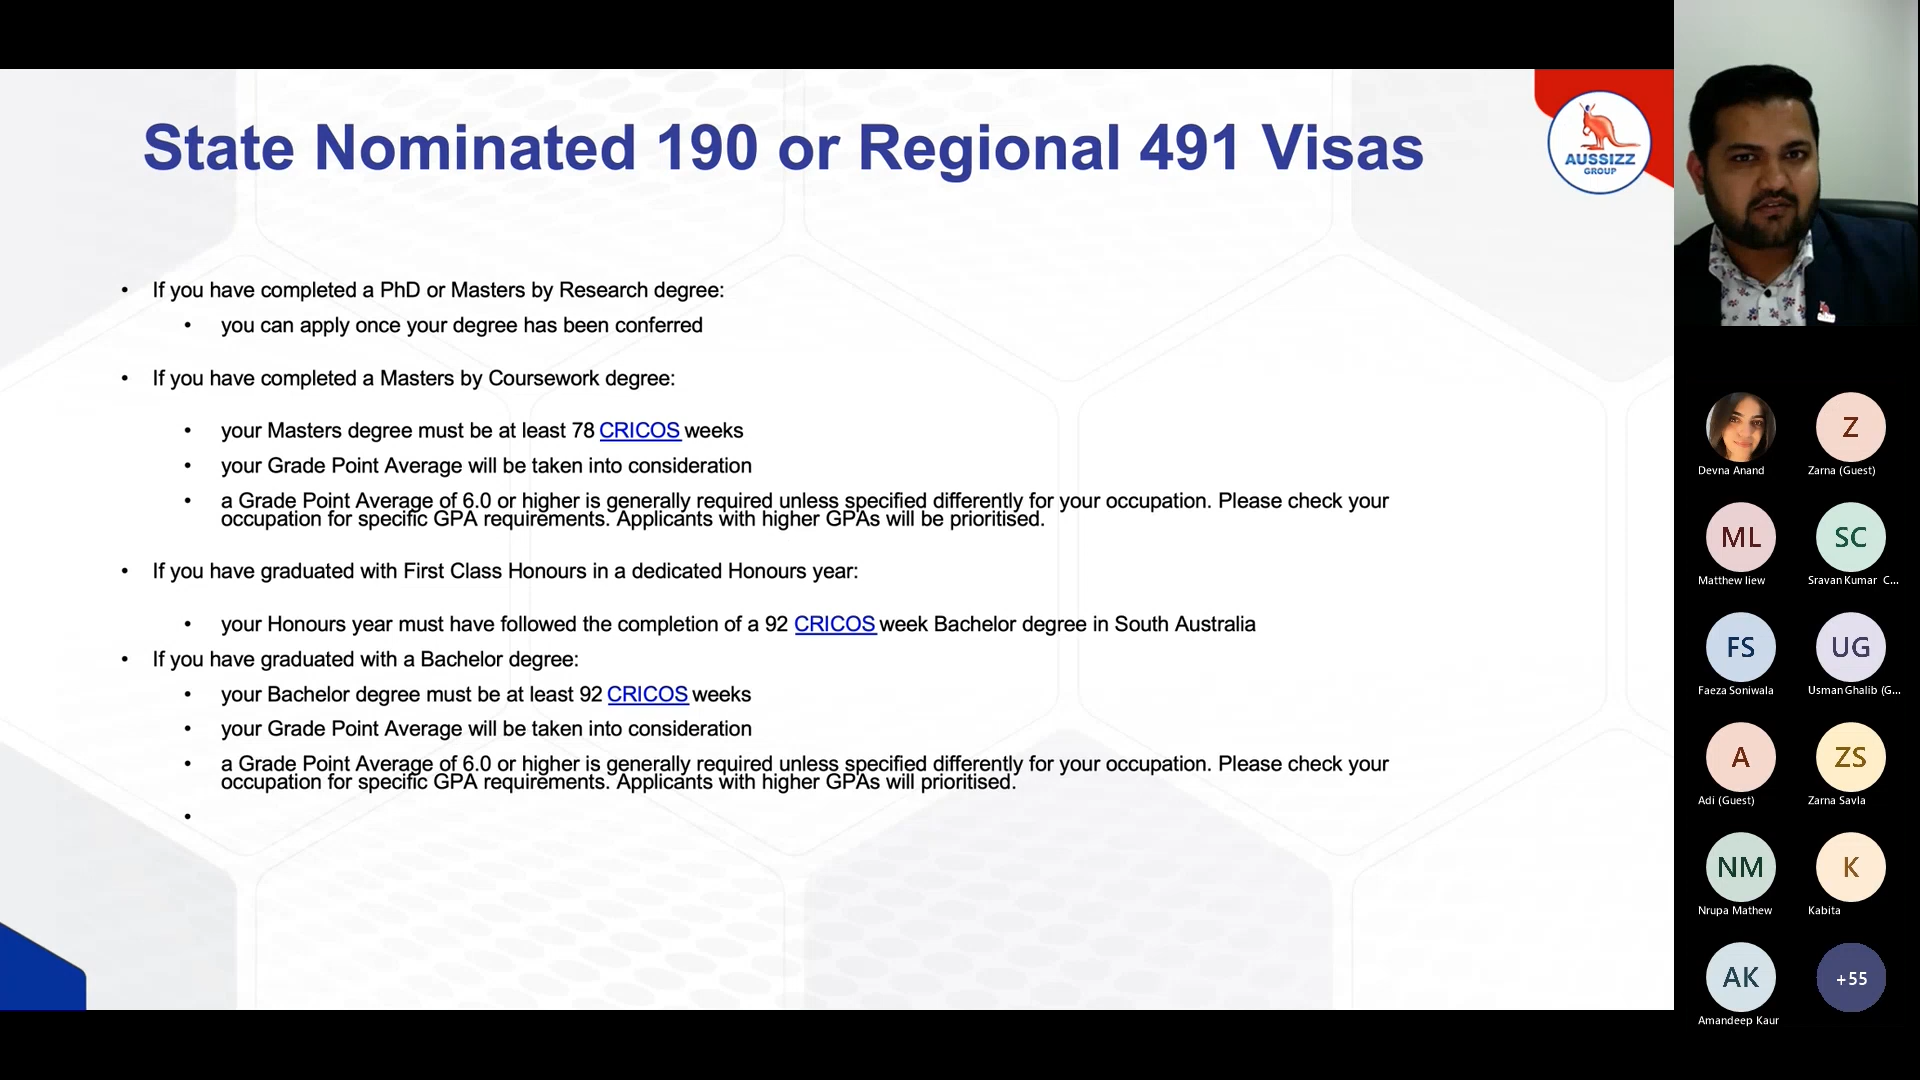 State Nominated 190 or Regional 491 Visas
AUSSIZZ
GROUP
• If you have completed a PhD or Masters by Research degree:
• you can apply once your degree has been conferred
• If you have completed a Masters by Coursework degree:
• your Masters degree must be at least 78 CRICOS weeks
• your Grade Point Average will be taken into consideration
• a Grade Point Average of 6.0 or higher is generally required unless specified differently for your occupation. Please check your
occupation for specific GPA requirements. Applicants with higher GPAs will be prioritised.
• If you have graduated with First Class Honours in a dedicated Honours year:
• your Honours year must have followed the completion of a 92 CRICOS week Bachelor degree in South Australia
• If you have graduated with a Bachelor degree:
• your Bachelor degree must be at least 92 CRICOS weeks
• your Grade Point Average will be taken into consideration
• a Grade Point Average of 6.0 or higher is generally required unless specified differently for your occupation. Please check your
occupation for specific GPA requirements. Applicants with higher GPAs will prioritised.
•
Devna Anand
Z
Zarna (Guest)
ML
Matthew liew
SC
Sravan Kumar C...
FS
Faeza Soniwala
UG
Usman Ghalib (G...
A
Adi (Guest)
ZS
Zarna Savla
NM
Nrupa Mathew
K
Kabita
AK
Amandeep Kaur
+55